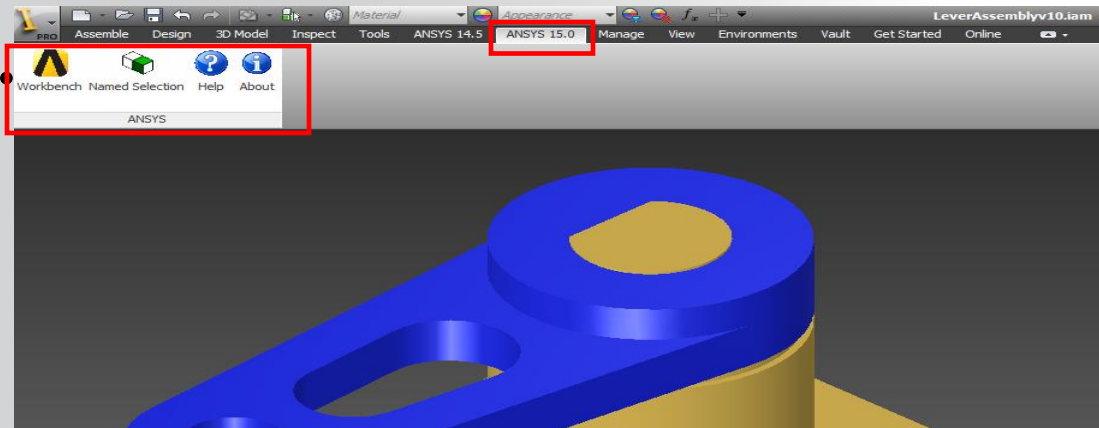 Material Appearance fx LeverAssemblyv10.iam
PRO Assemble Design 3D Model Inspect Tools ANSYS 14.5 ANSYS 15.0 Manage View Environments Vault Get Started Online
Workbench Named Selection Help About
ANSYS